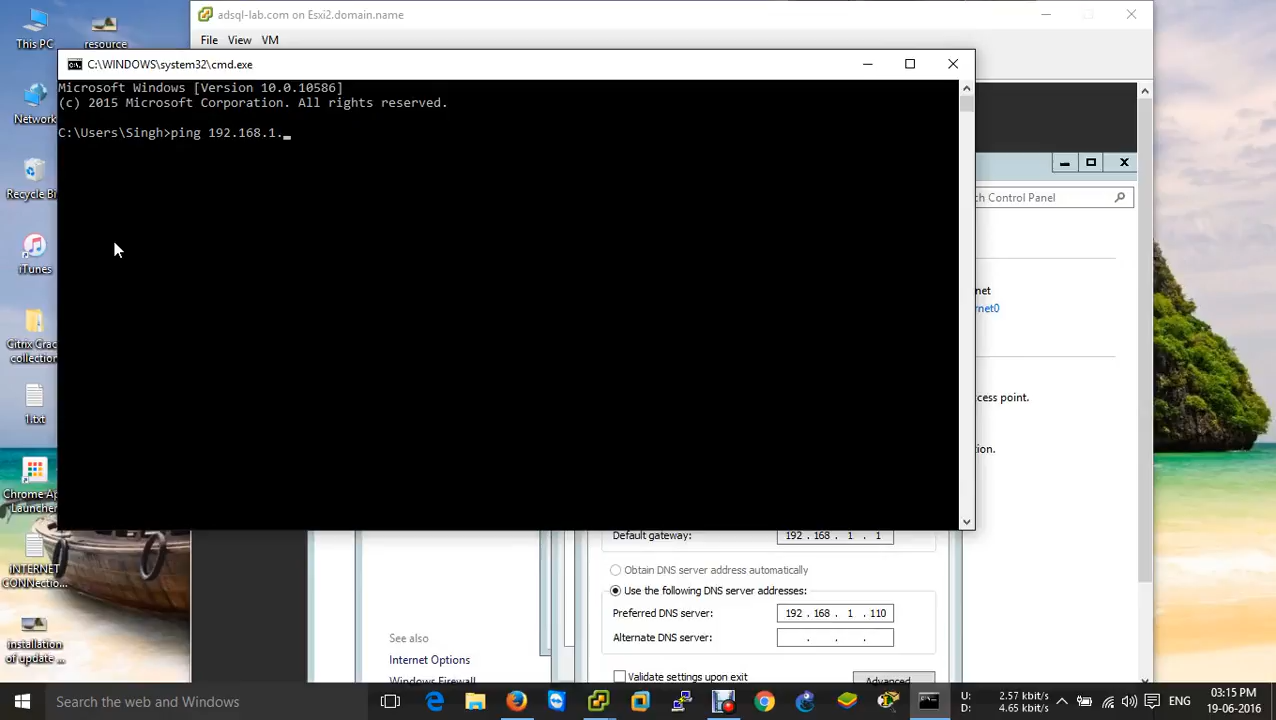 This PC
resource
adsql-lab.com on Esxi2.domain.name
File View VM
C:\WINDOWS\system32\cmd.exe
Microsoft Windows [Version 10.0.10586]
(c) 2015 Microsoft Corporation. All rights reserved.
C:\Users\Singh>ping 192.168.1._
Network
Recycle Bi
iTunes
Citrix Crac
collection
1.txt
Chrome Ap
Launcher
iNTERNET
CONNectio...
installation
of update ...
ch Control Panel
net
rnet0
cess point.
ion.
Default gateway: 192 . 168 . 1 . 1
Obtain DNS server address automatically
Use the following DNS server addresses:
Preferred DNS server: 192 . 168 . 1 . 110
Alternate DNS server: . . .
Validate settings upon exit
Advanced
See also
Internet Options
Windows Firewall
Search the web and Windows
U: 2.57 kbit/s
D: 4.65 kbit/s
ENG
03:15 PM
19-06-2016